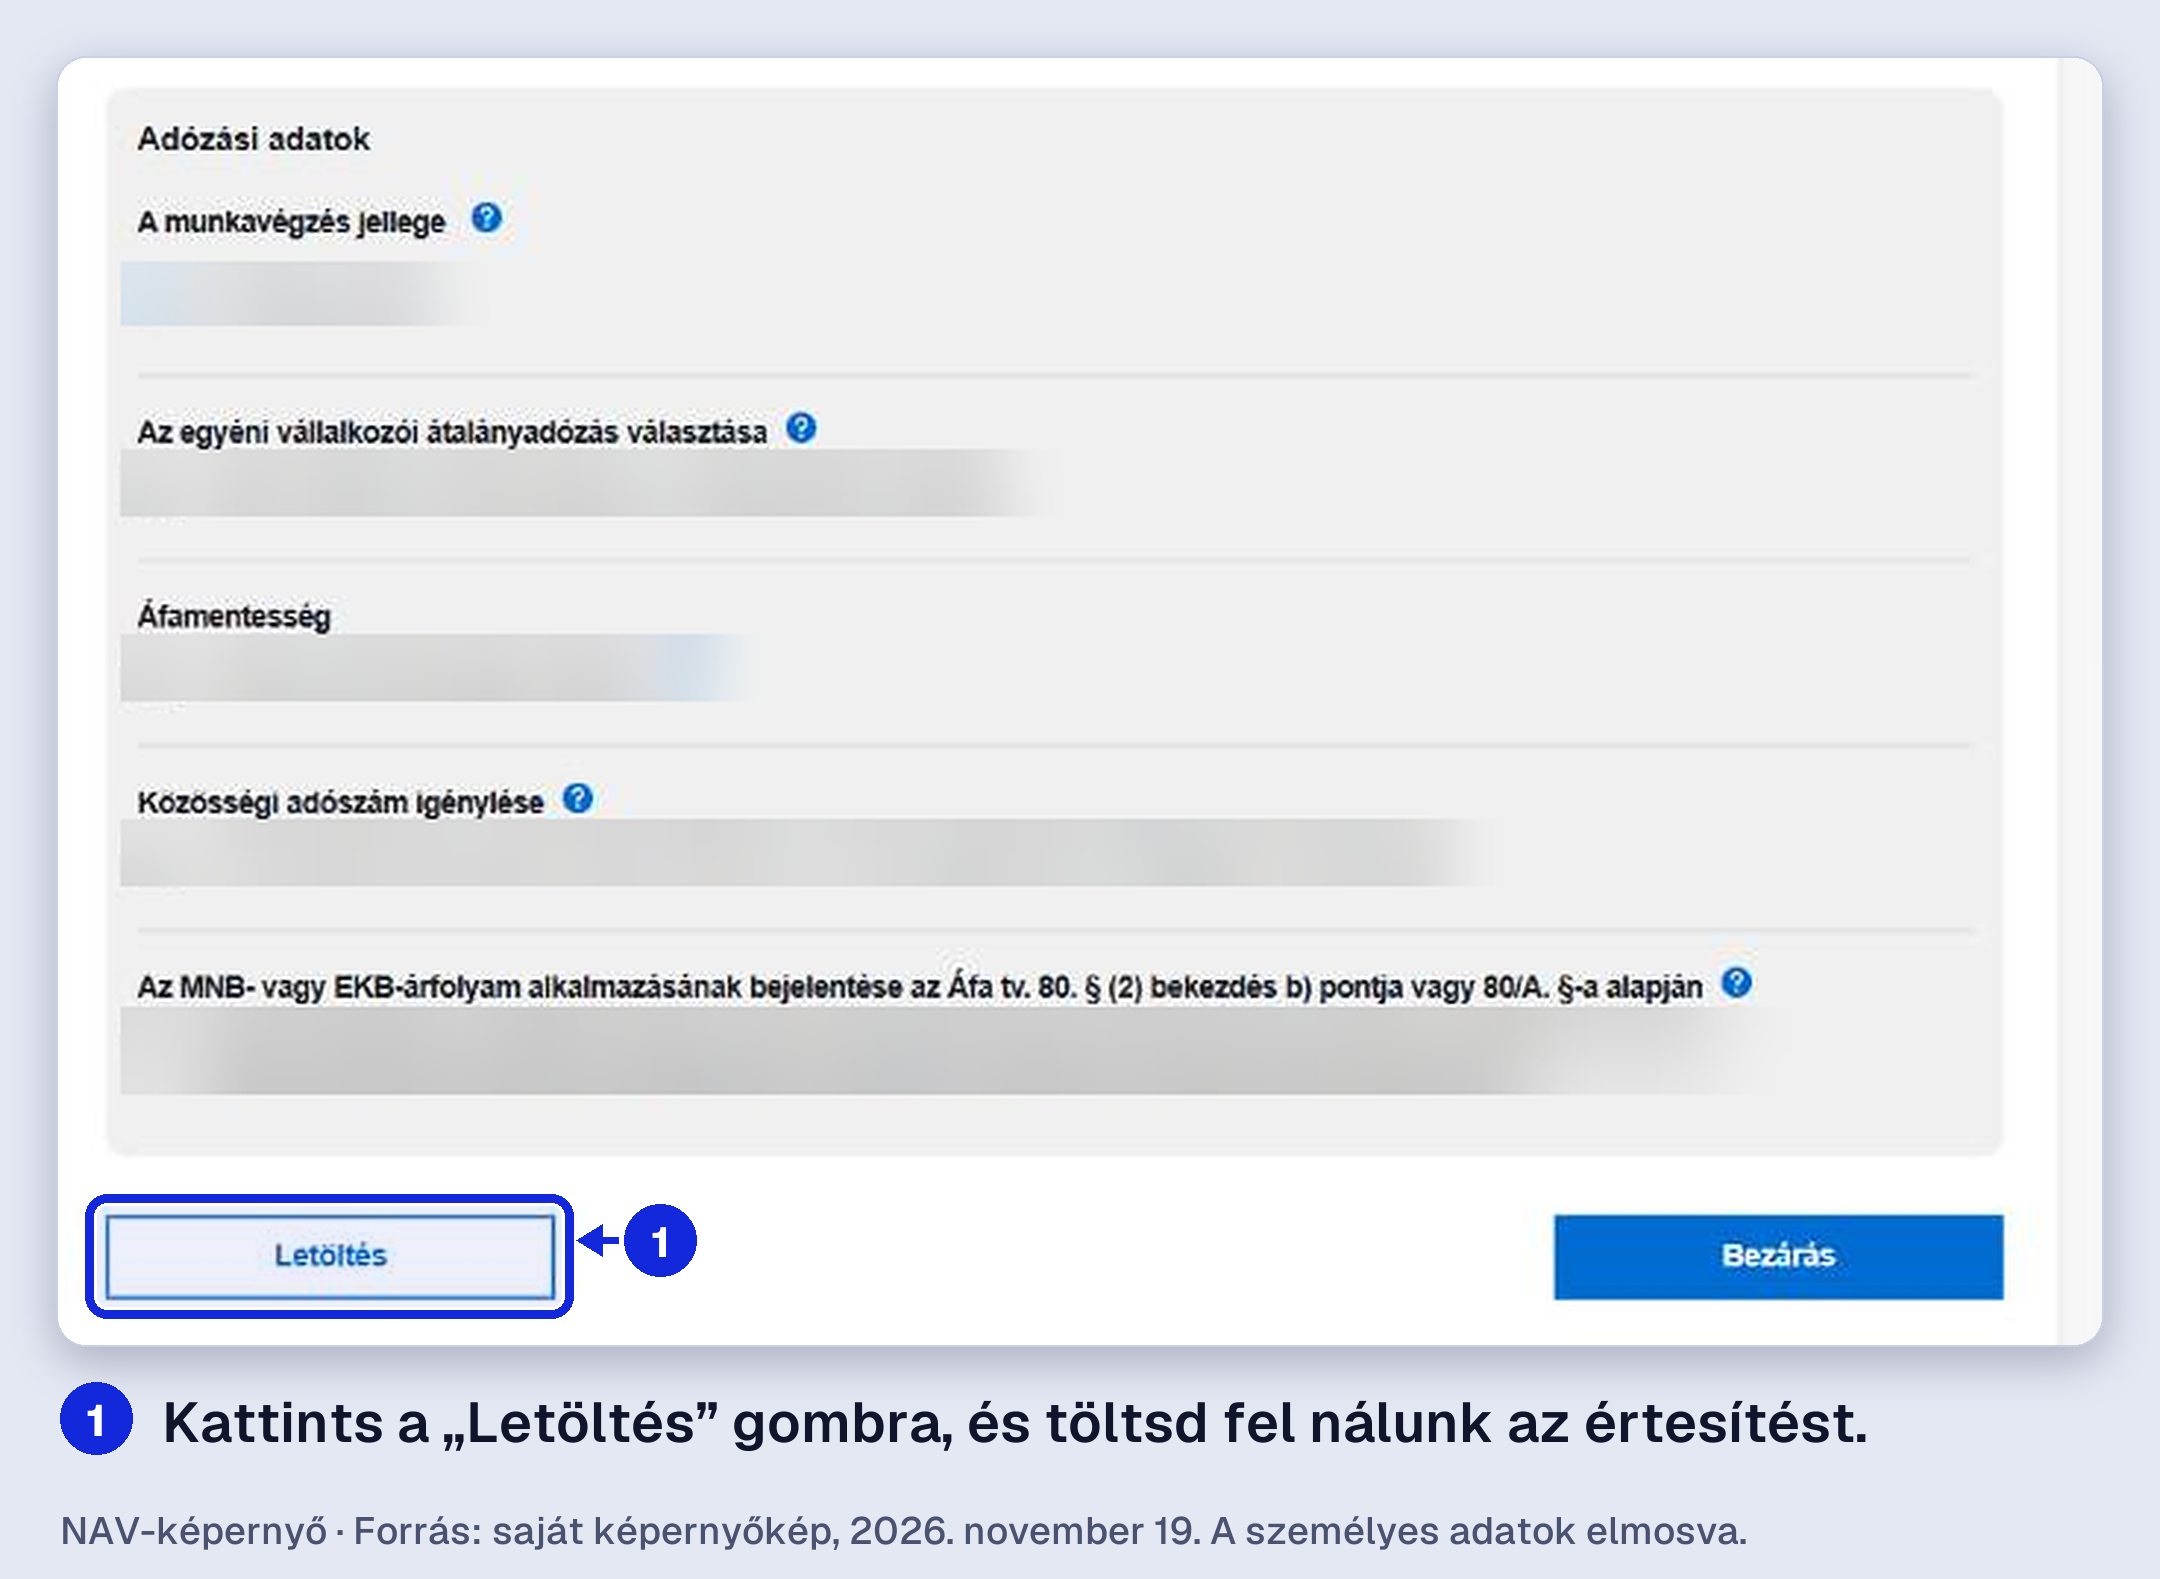 Adózási adatok
A munkavégzés jellege
Az egyéni vállalkozói átalányadózás választása
Áfamentesség
Közösségi adószám igénylése
Az MNB- vagy EKB-árfolyam alkalmazásának bejelentése az Áfa tv. 80. § (2) bekezdés b) pontja vagy 80/A. §-a alapján
Letöltés
1
Bezárás
1 Kattints a „Letöltés” gombra, és töltsd fel nálunk az értesítést.
NAV-képernyő · Forrás: saját képernyőkép, 2026. november 19. A személyes adatok elmosva.